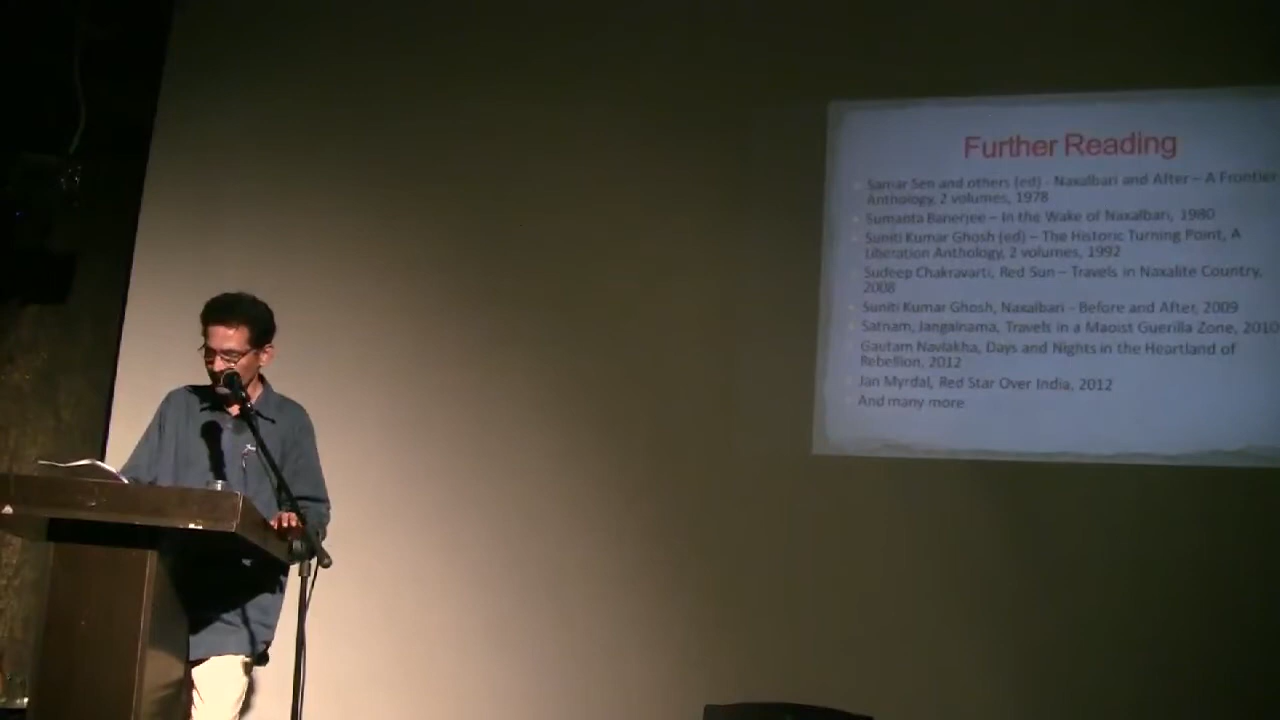 Further Reading
Samar Sen and others (ed) - Naxalbari and After – A Frontier
Anthology, 2 volumes, 1978
Sumanta Banerjee – In the Wake of Naxalbari, 1980
Suniti Kumar Ghosh (ed) – The Historic Turning Point, A
Liberation Anthology, 2 volumes, 1992
Sudeep Chakravarti, Red Sun – Travels in Naxalite Country,
2008
Suniti Kumar Ghosh, Naxalbari - Before and After, 2009
Satnam, Jangalnama, Travels in a Maoist Guerilla Zone, 2010
Gautam Navlakha, Days and Nights in the Heartland of
Rebellion, 2012
Jan Myrdal, Red Star Over India, 2012
And many more